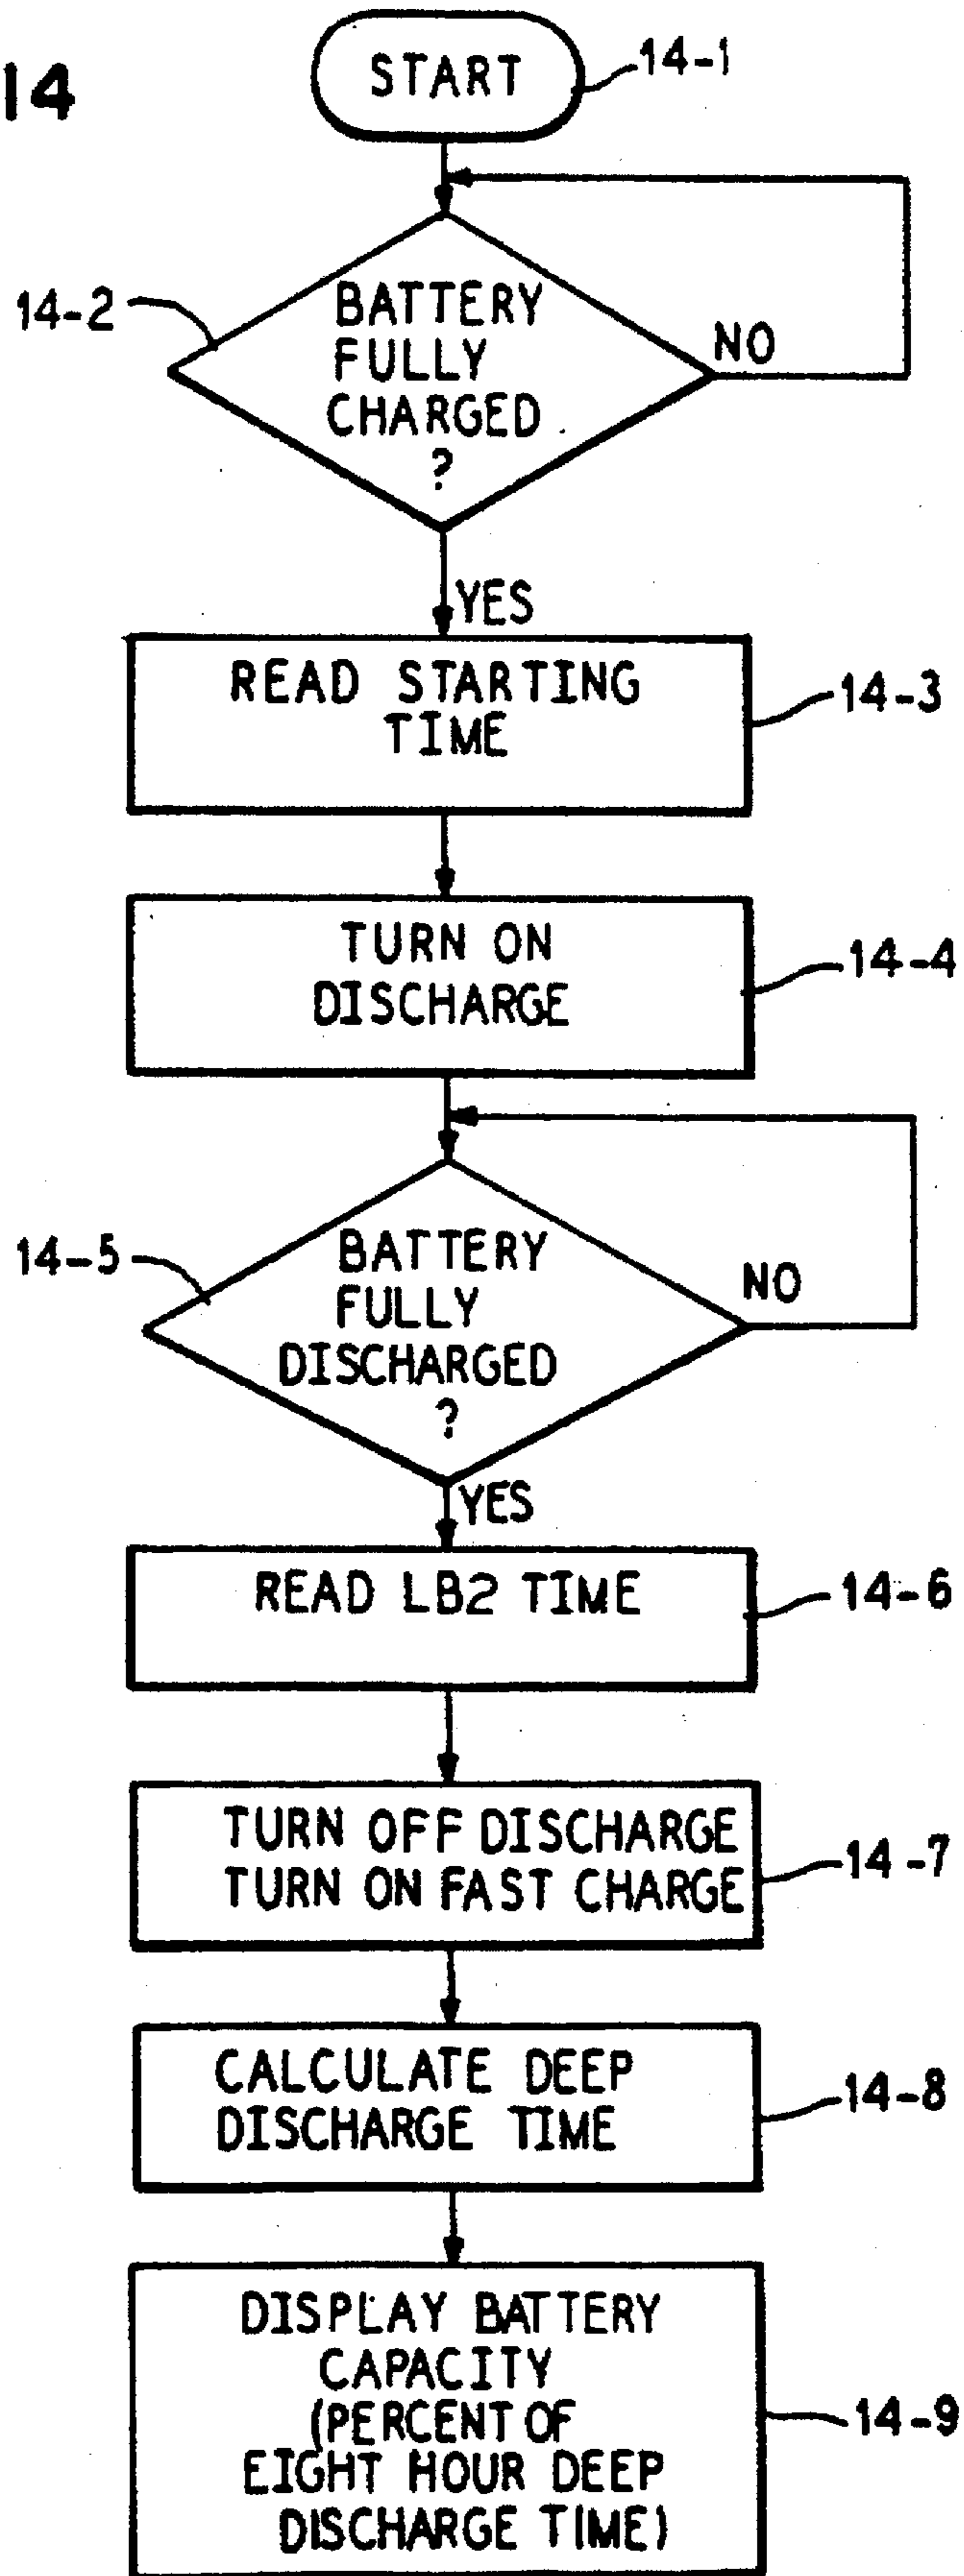 14
START
14-1
14-2
BATTERY
FULLY
CHARGED
?
NO
YES
READ STARTING
TIME
14-3
TURN ON
DISCHARGE
14-4
14-5
BATTERY
FULLY
DISCHARGED
?
NO
YES
READ LB2 TIME
14-6
TURN OFF DISCHARGE
TURN ON FAST CHARGE
14-7
CALCULATE DEEP
DISCHARGE TIME
14-8
DISPLAY BATTERY
CAPACITY
(PERCENT OF
EIGHT HOUR DEEP
DISCHARGE TIME)
14-9